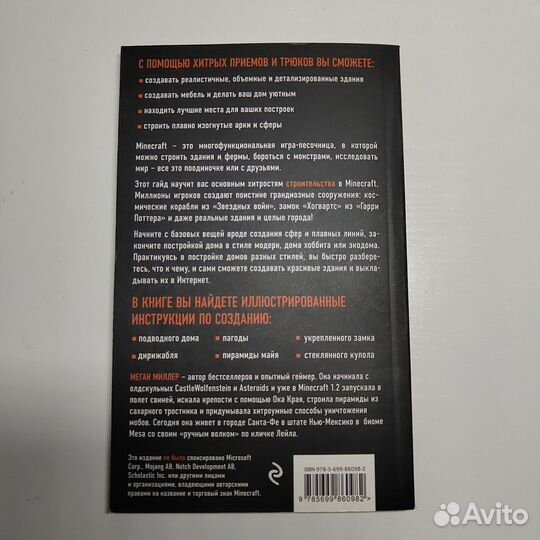 С ПОМОЩЬЮ ХИТРЫХ ПРИЕМОВ И ТРЮКОВ ВЫ СМОЖЕТЕ:
создавать реалистичные, объемные и детализированные здания
создавать мебель и делать ваш дом уютным
находить лучшие места для ваших построек
строить плавно изогнутые арки и сферы
Minecraft – это многофункциональная игра-песочница, в которой
можно строить здания и фермы, бороться с монстрами, исследовать
мир – все это поодиночке или с друзьями.
Этот гайд научит вас основным хитростям строительства в Minecraft.
Миллионы игроков создают поистине грандиозные сооружения: кос-
мические корабли из «Звездных войн», замок «Хогвартс» из «Гарри
Поттера» и даже реальные здания и целые города!
Начните с базовых вещей вроде создания сфер и плавных линий, за-
кончите постройкой дома в стиле модерн, дома хоббита или экодома.
Практикуясь в постройке домов разных стилей, вы быстро разбере-
тесь, что к чему, и сами сможете создавать красивые здания и выкла-
дывать их в Интернет.
В КНИГЕ ВЫ НАЙДЕТЕ ИЛЛЮСТРИРОВАННЫЕ
ИНСТРУКЦИИ ПО СОЗДАНИЮ:
подводного дома пагоды укрепленного замка
дирижабля пирамиды майя стеклянного купола
МЕГАН МИЛЛЕР – автор бестселлеров и опытный геймер. Она начинала с
олдскульных CastleWolfenstein и Asteroids и уже в Minecraft 1.2 запускала в
полет свиней, искала крепости с помощью Ока Края, строила пирамиды из
сахарного тростника и придумывала хитроумные способы уничтожения
мобов. Сегодня она живет в городе Санта-Фе в штате Нью-Мексико в биоме
Mesa со своим «ручным волком» по кличке Лейла.
Это издание не было спонсировано Microsoft
Corp., Mojang AB, Notch Development AB,
Scholastic Inc. или другими лицами
и организациями, владеющими авторскими
правами на название и торговый знак Minecraft.
ISBN 978-5-699-86098-2
9 785699 860982 >
Avito